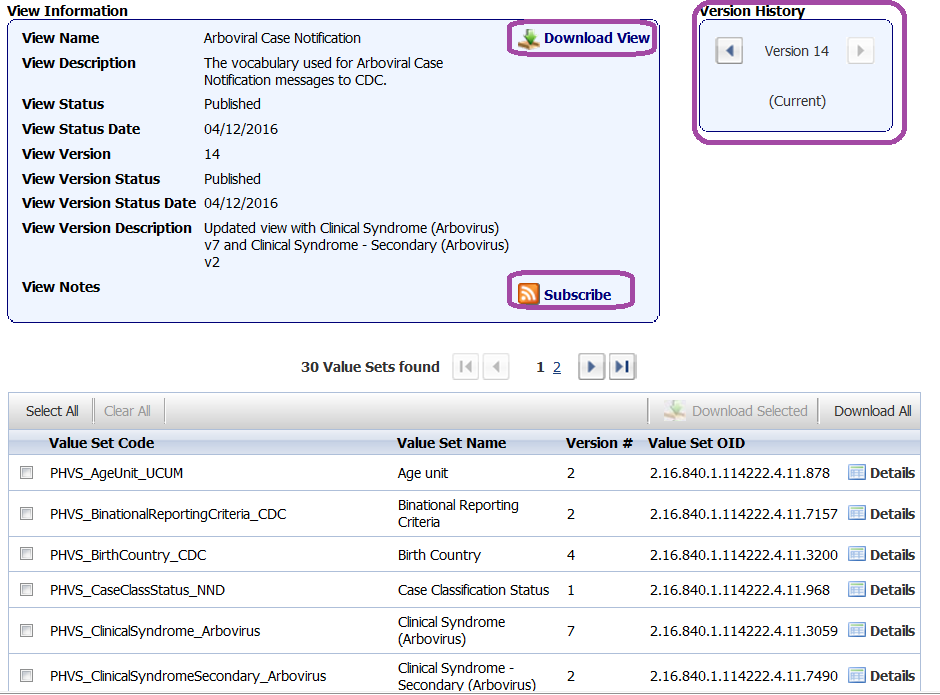 View Information
View Name Arboviral Case Notification Download View
View Description The vocabulary used for Arboviral Case
Notification messages to CDC.
View Status Published
View Status Date 04/12/2016
View Version 14
View Version Status Published
View Version Status Date 04/12/2016
View Version Description Updated view with Clinical Syndrome (Arbovirus)
v7 and Clinical Syndrome - Secondary (Arbovirus)
v2
View Notes
Subscribe
Version History
Version 14
(Current)
30 Value Sets found 1 2
Select All Clear All Download Selected Download All
Value Set Code Value Set Name Version # Value Set OID
PHVS_AgeUnit_UCUM Age unit 2 2.16.840.1.114222.4.11.878 Details
PHVS_BinationalReportingCriteria_CDC Binational Reporting
Criteria 2 2.16.840.1.114222.4.11.7157 Details
PHVS_BirthCountry_CDC Birth Country 4 2.16.840.1.114222.4.11.3200 Details
PHVS_CaseClassStatus_NND Case Classification Status 1 2.16.840.1.114222.4.11.968 Details
PHVS_ClinicalSyndrome_Arbovirus Clinical Syndrome
(Arbovirus) 7 2.16.840.1.114222.4.11.3059 Details
PHVS_ClinicalSyndromeSecondary_Arbovirus Clinical Syndrome -
Secondary (Arbovirus) 2 2.16.840.1.114222.4.11.7490 Details